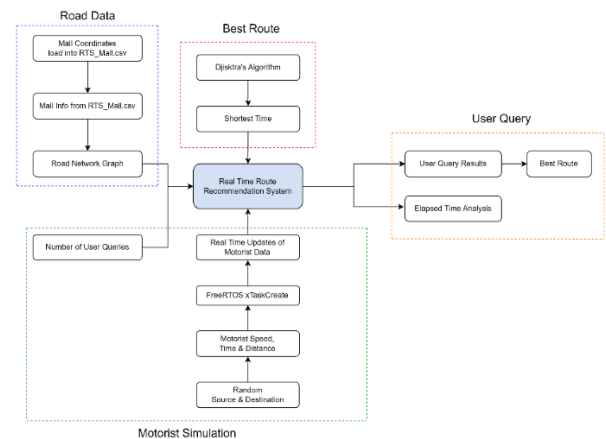 Road Data
Mall Coordinates
load into RTS_Mall.csv
Mall Info from RTS_Mall.csv
Road Network Graph
Best Route
Djisktra's Algorithm
Shortest Time
User Query
User Query Results
Best Route
Elapsed Time Analysis
Real Time Route
Recommendation System
Number of User Queries
Real Time Updates of
Motorist Data
FreeRTOS xTaskCreate
Motorist Speed,
Time & Distance
Random
Source & Destination
Motorist Simulation